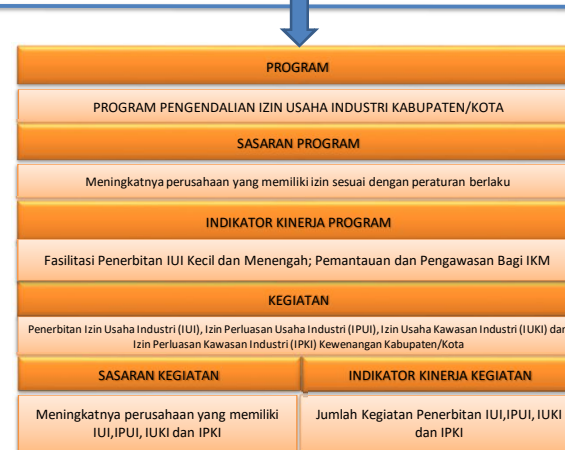 PROGRAM
PROGRAM PENGENDALIAN IZIN USAHA INDUSTRI KABUPATEN/KOTA
SASARAN PROGRAM
Meningkatnya perusahaan yang memiliki izin sesuai dengan peraturan berlaku
INDIKATOR KINERJA PROGRAM
Fasilitasi Penerbitan IUI Kecil dan Menengah; Pemantauan dan Pengawasan Bagi IKM
KEGIATAN
Penerbitan Izin Usaha Industri (IUI), Izin Perluasan Usaha Industri (IPUI), Izin Usaha Kawasan Industri (IUKI) dan
Izin Perluasan Kawasan Industri (IPKI) Kewenangan Kabupaten/Kota
SASARAN KEGIATAN
INDIKATOR KINERJA KEGIATAN
Meningkatnya perusahaan yang memiliki
IUI,IPUI, IUKI dan IPKI
Jumlah Kegiatan Penerbitan IUI,IPUI, IUKI
dan IPKI